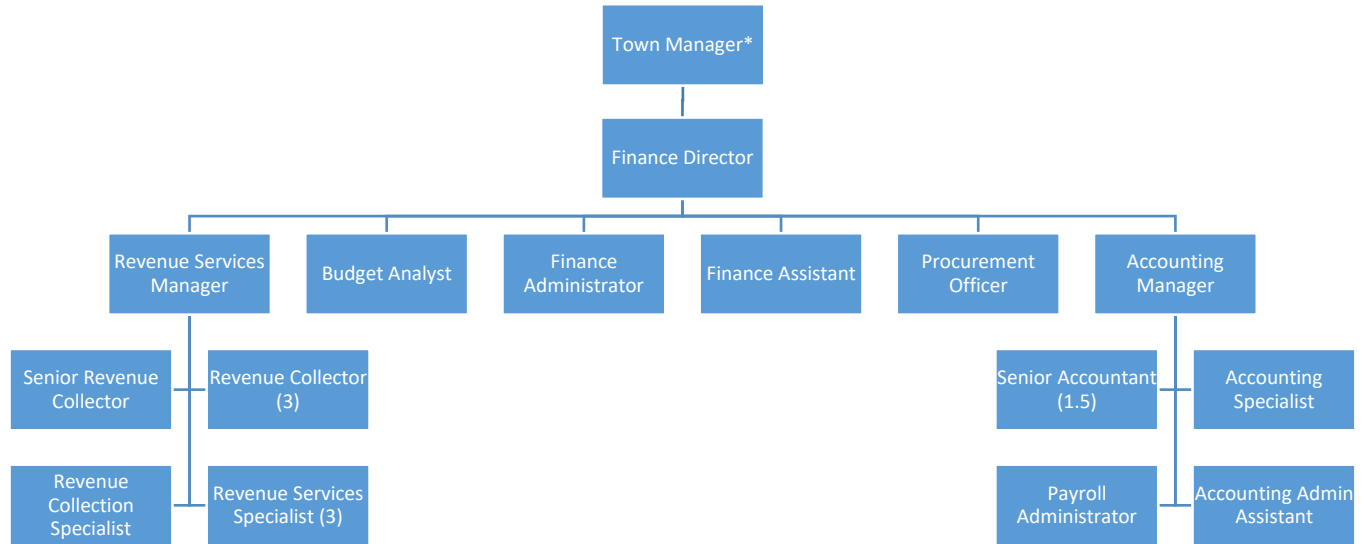 Town Manager*
Finance Director
Revenue Services
Manager
Budget Analyst
Finance
Administrator
Finance Assistant
Procurement
Officer
Accounting
Manager
Senior Revenue
Collector
Revenue Collector
(3)
Senior Accountant
(1.5)
Accounting
Specialist
Revenue
Collection
Specialist
Revenue Services
Specialist (3)
Payroll
Administrator
Accounting Admin
Assistant